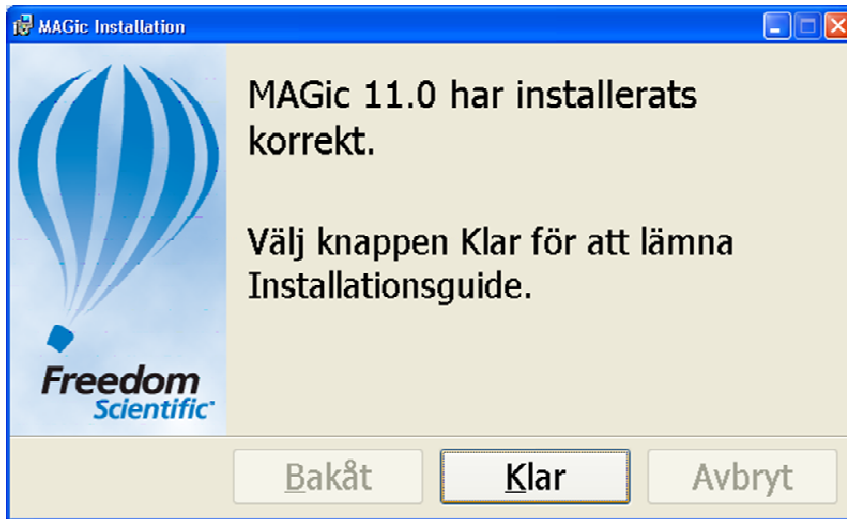 MAGic Installation
MAGic 11.0 har installerats
korrekt.
Välj knappen Klar för att lämna
Installationsguide.
Freedom
Scientific
Bakåt
Klar
Avbryt